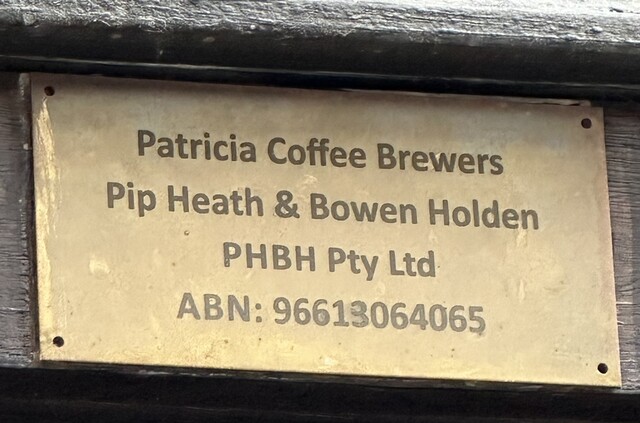 Patricia Coffee Brewers
Pip Heath & Bowen Holden
PHBH Pty Ltd
ABN: 96613064065